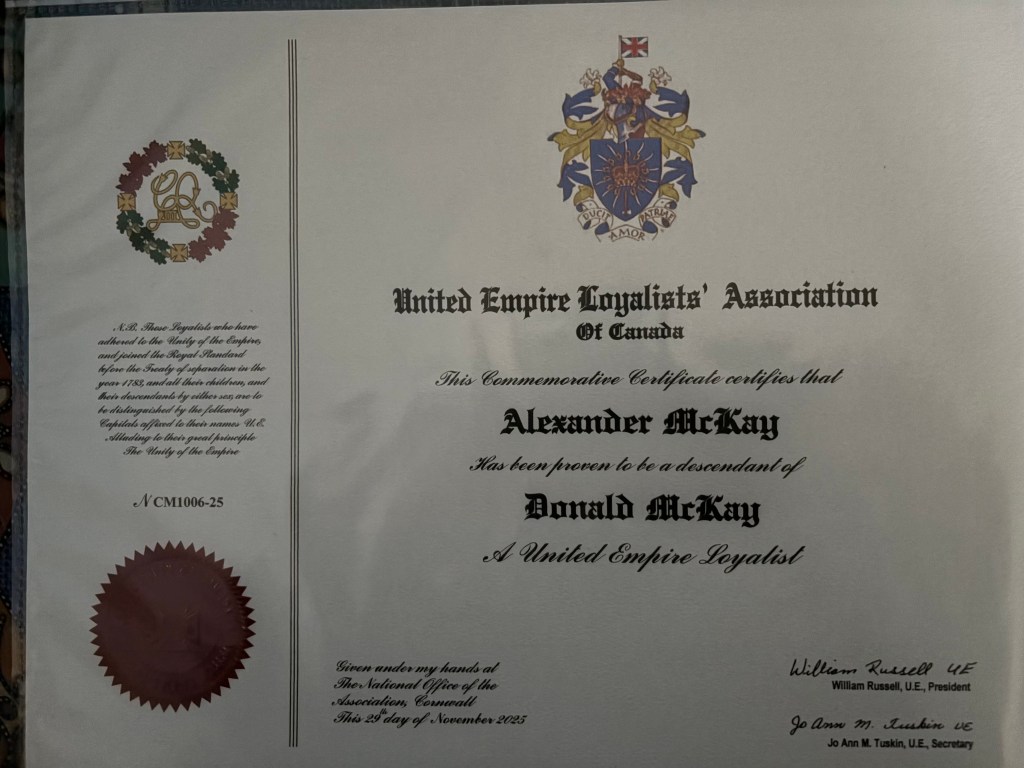 N.B. Those Loyalists who have
adhered to the Unity of the Empire,
and joined the Royal Standard
before the Treaty of separation in the
year 1783, and all their children, and
their descendants by either sex, are to
be distinguished by the following
Capitals affixed to their names U.E.
Alluding to their great principle
The Unity of the Empire
N CM1006-25
DUCIT AMOR PATRIAE
United Empire Loyalists' Association
Of Canada
This Commemorative Certificate certifies that
Alexander McKay
Has been proven to be a descendant of
Donald McKay
A United Empire Loyalist
Given under my hands at
The National Office of the
Association, Cornwall
This 29th day of November 2025
William Russell UE
William Russell, U.E., President
Jo Ann M. Tuskin UE
Jo Ann M. Tuskin, U.E., Secretary